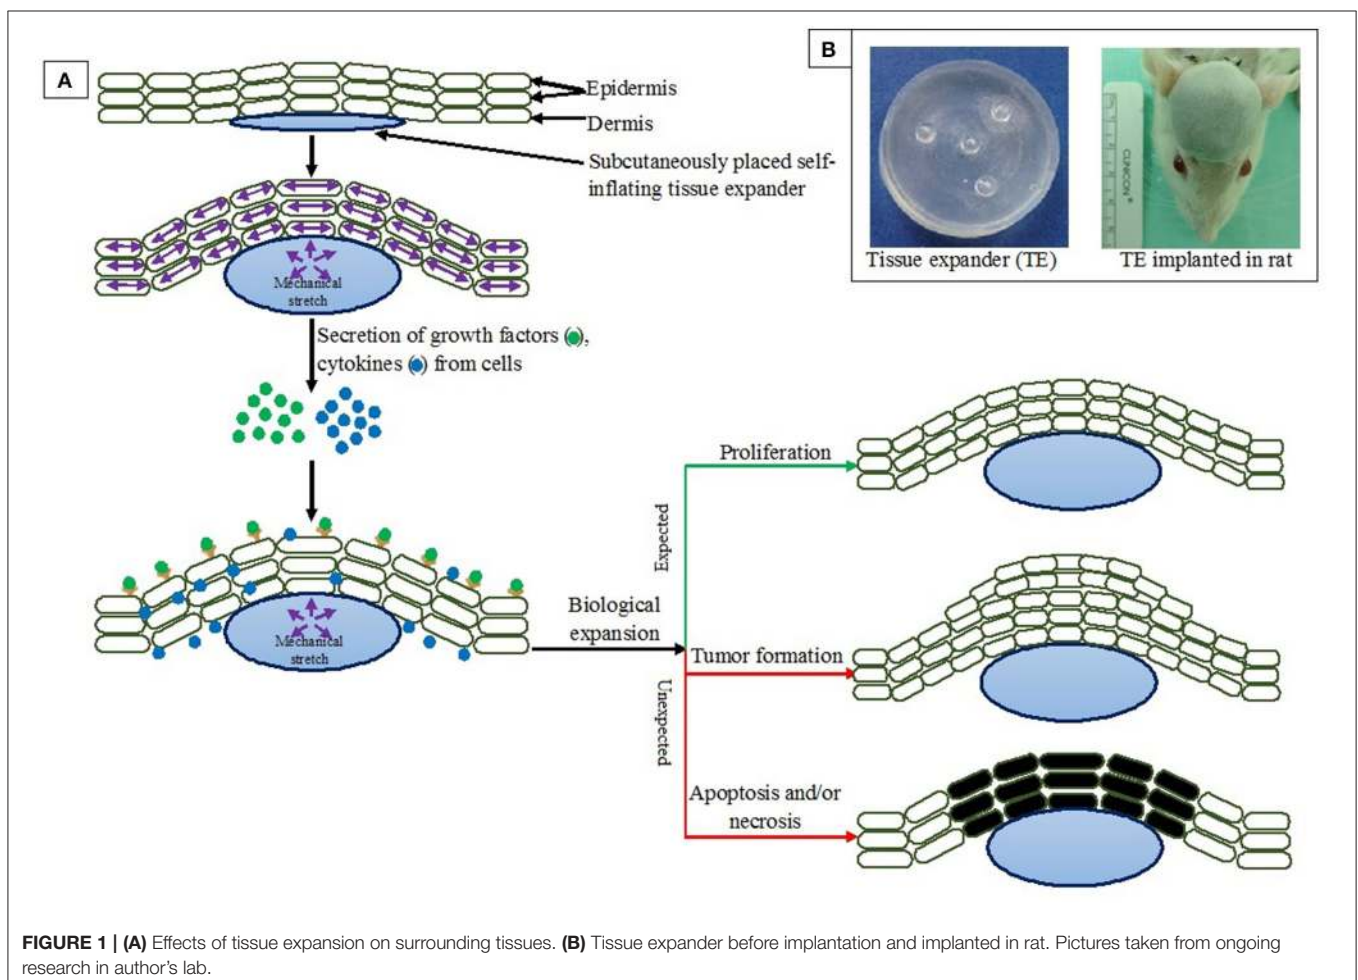 A
Epidermis
Dermis
Subcutaneously placed self-
inflating tissue expander
Mechanical
stretch
Secretion of growth factors (),
cytokines () from cells
Mechanical
stretch
Biological
expansion
Expected
Unexpected
Proliferation
Tumor formation
Apoptosis and/or
necrosis
B
CLINICON®
Tissue expander (TE)
TE implanted in rat
FIGURE 1 | (A) Effects of tissue expansion on surrounding tissues. (B) Tissue expander before implantation and implanted in rat. Pictures taken from ongoing
research in author's lab.